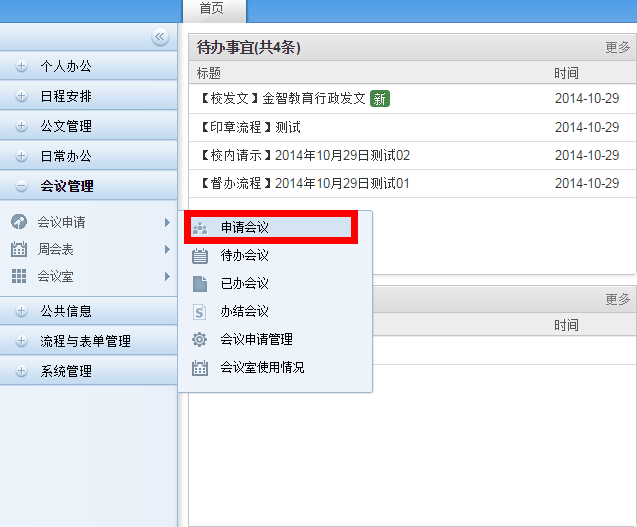 首页
个人办公
日程安排
公文管理
日常办公
会议管理
会议申请
周会表
会议室
公共信息
流程与表单管理
系统管理
申请会议
待办会议
已办会议
办结会议
会议申请管理
会议室使用情况
待办事宜(共4条) 更多
标题 时间
【校发文】金智教育行政发文 新 2014-10-29
【印章流程】测试 2014-10-29
【校内请示】2014年10月29日测试02 2014-10-29
【督办流程】2014年10月29日测试01 2014-10-29
更多
时间